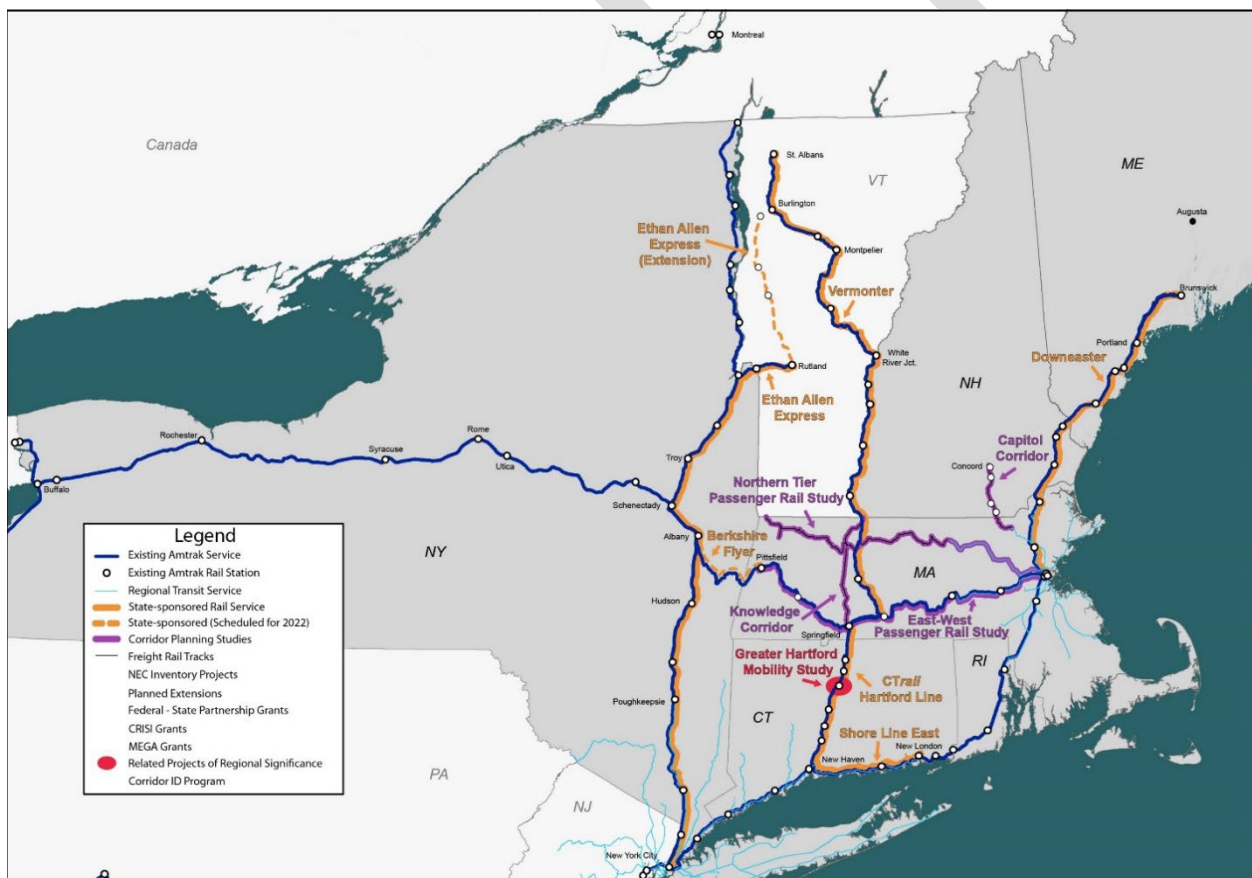 Montreal
Canada
St. Albans
VT
ME
Augusta
Burlington
Ethan Allen
Express
(Extension)
Montpelier
Vermonter
Brunswick
Portland
White
River Jct.
Downeaster
Rutland
NH
Ethan Allen
Express
Rochester
Rome
Syracuse
Utica
Troy
Capitol
Corridor
Concord
Buffalo
Northern Tier
Passenger Rail Study
Schenectady
Albany
Berkshire
Flyer
Pittsfield
NY
MA
Hudson
Knowledge
Corridor
East-West
Passenger Rail Study
Springfield
Greater Hartford
Mobility Study
RI
CTrail
Hartford Line
Poughkeepsie
CT
Shore Line East
New London
New Haven
PA
NJ
New York City
Legend
Existing Amtrak Service
Existing Amtrak Rail Station
Regional Transit Service
State-sponsored Rail Service
State-sponsored (Scheduled for 2022)
Corridor Planning Studies
Freight Rail Tracks
NEC Inventory Projects
Planned Extensions
Federal - State Partnership Grants
CRISI Grants
MEGA Grants
Related Projects of Regional Significance
Corridor ID Program